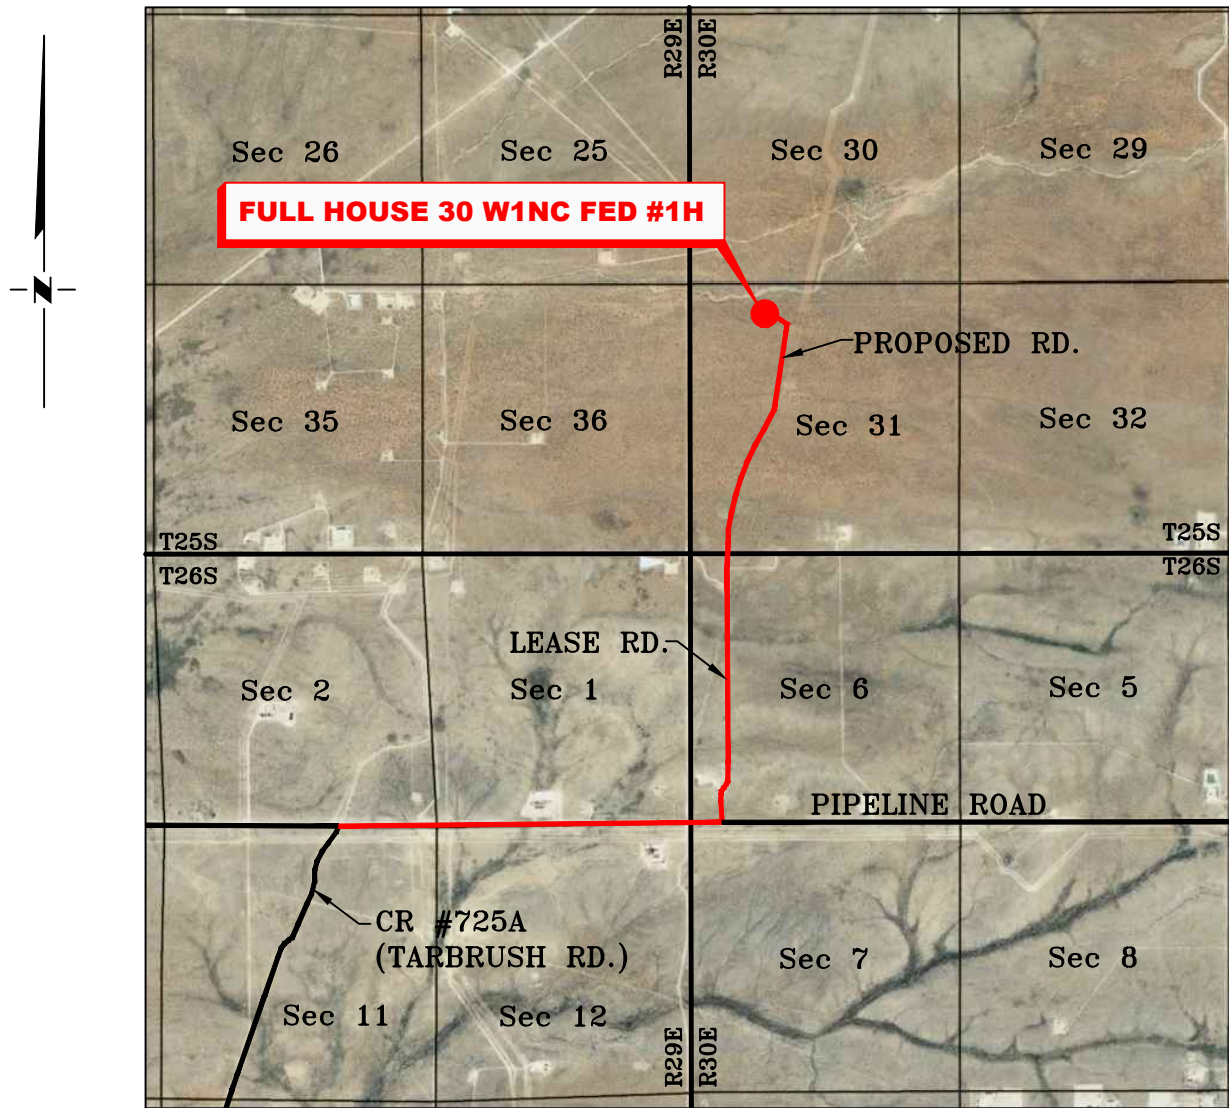 R29E
R30E
Sec 26
Sec 25
Sec 30
Sec 29
FULL HOUSE 30 W1NC FED #1H
N
PROPOSED RD.
Sec 35
Sec 36
Sec 31
Sec 32
T25S
T25S
T26S
T26S
LEASE RD.
Sec 2
Sec 1
Sec 6
Sec 5
PIPELINE ROAD
CR #725A
(TARBRUSH RD.)
Sec 7
Sec 8
Sec 11
Sec 12
R29E
R30E